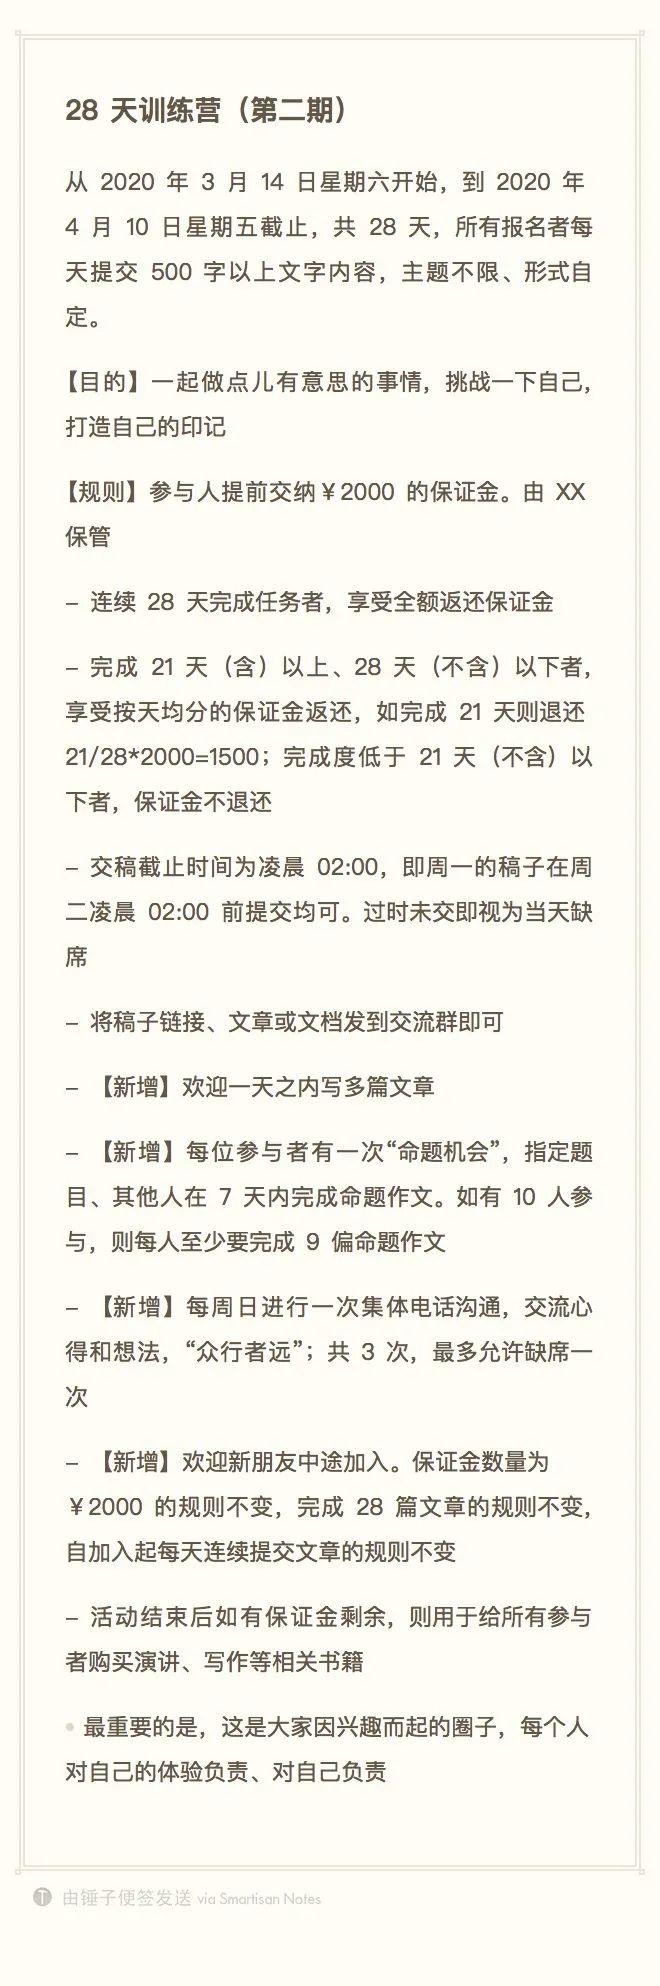 28 天训练营（第二期）
从 2020 年 3 月 14 日星期六开始，到 2020 年
4 月 10 日星期五截止，共 28 天，所有报名者每
天提交 500 字以上文字内容，主题不限、形式自
定。
【目的】一起做点儿有意思的事情，挑战一下自己，
打造自己的印记
【规则】参与人提前交纳￥2000 的保证金。由 XX
保管
– 连续 28 天完成任务者，享受全额返还保证金
– 完成 21 天（含）以上、28 天（不含）以下者，
享受按天均分的保证金返还，如完成 21 天则退还
21/28*2000=1500；完成度低于 21 天（不含）以
下者，保证金不退还
– 交稿截止时间为凌晨 02:00，即周一的稿子在周
二凌晨 02:00 前提交均可。过时未交即视为当天缺
席
– 将稿子链接、文章或文档发到交流群即可
– 【新增】欢迎一天之内写多篇文章
– 【新增】每位参与者有一次“命题机会”，指定题
目、其他人在 7 天内完成命题作文。如有 10 人参
与，则每人至少要完成 9 偏命题作文
– 【新增】每周日进行一次集体电话沟通，交流心
得和想法，“众行者远”；共 3 次，最多允许缺席一
次
– 【新增】欢迎新朋友中途加入。保证金数量为
￥2000 的规则不变，完成 28 篇文章的规则不变，
自加入起每天连续提交文章的规则不变
– 活动结束后如有保证金剩余，则用于给所有参与
者购买演讲、写作等相关书籍
• 最重要的是，这是大家因兴趣而起的圈子，每个人
对自己的体验负责、对自己负责
由锤子便签发送 via Smartisan Notes